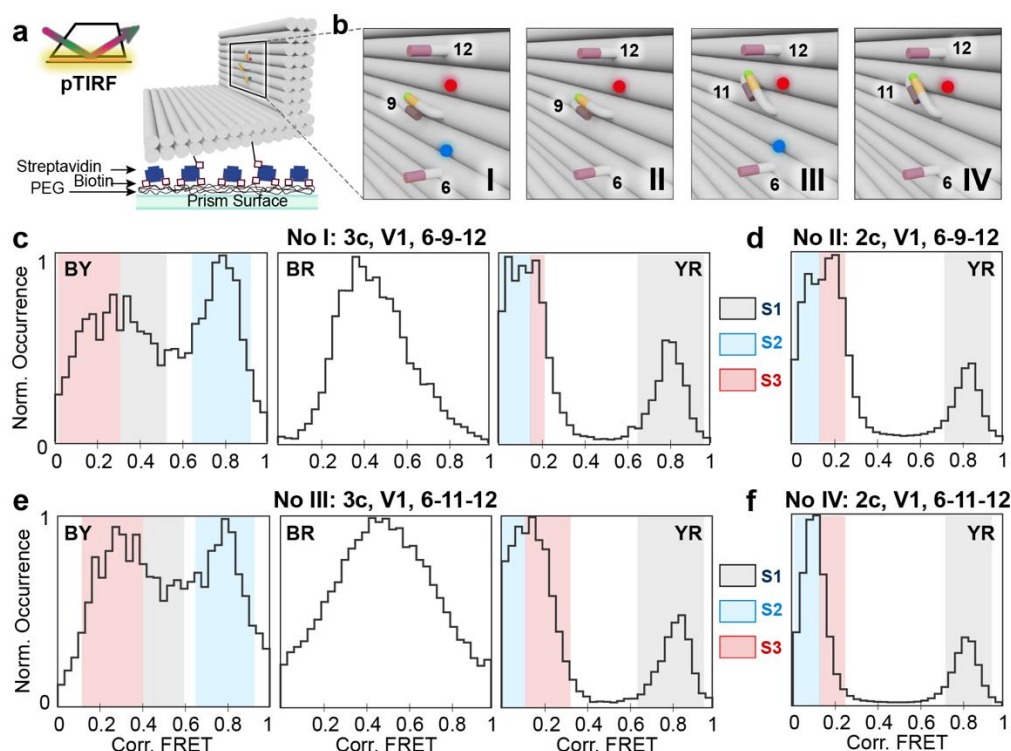 a
pTIRF
Streptavidin
Biotin
PEG
Prism Surface
b
12
9
6
I
12
9
6
II
12
11
6
III
12
11
6
IV
c
No I: 3c, V1, 6-9-12
d
No II: 2c, V1, 6-9-12
Norm. Occurrence
1
0
BY
BR
YR
S1
S2
S3
YR
0 0.2 0.4 0.6 0.8 1
0 0.2 0.4 0.6 0.8 1
0.2 0.4 0.6 0.8 1
0 0.2 0.4 0.6 0.8 1
e
No III: 3c, V1, 6-11-12
f
No IV: 2c, V1, 6-11-12
Norm. Occurrence
1
0
BY
BR
YR
S1
S2
S3
YR
0 0.2 0.4 0.6 0.8 1
0.2 0.4 0.6 0.8 1
0.2 0.4 0.6 0.8 1
0 0.2 0.4 0.6 0.8 1
Corr. FRET
Corr. FRET
Corr. FRET
Corr. FRET